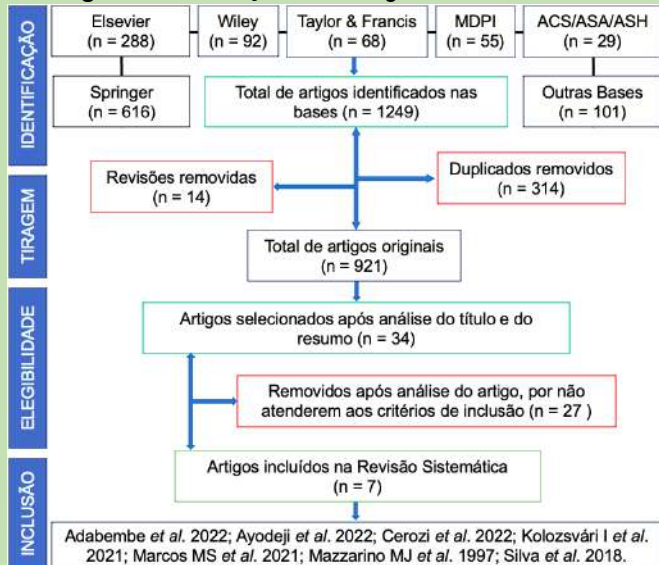 IDENTIFICAÇÃO
Elsevier
(n = 288)
Wiley
(n = 92)
Taylor & Francis
(n = 68)
MDPI
(n = 55)
ACS/ASA/ASH
(n = 29)
Springer
(n = 616)
Total de artigos identificados nas
bases (n = 1249)
Outras Bases
(n = 101)
TIRAGEM
Revisões removidas
(n = 14)
Duplicados removidos
(n = 314)
Total de artigos originais
(n = 921)
ELEGIBILIDADE
Artigos selecionados após análise do título e do
resumo (n = 34)
Removidos após análise do artigo, por não
atenderem aos critérios de inclusão (n = 27 )
INCLUSÃO
Artigos incluídos na Revisão Sistemática
(n = 7)
Adabembe et al. 2022; Ayodeji et al. 2022; Cerozi et al. 2022; Kolozsvári I et al.
2021; Marcos MS et al. 2021; Mazzarino MJ et al. 1997; Silva et al. 2018.